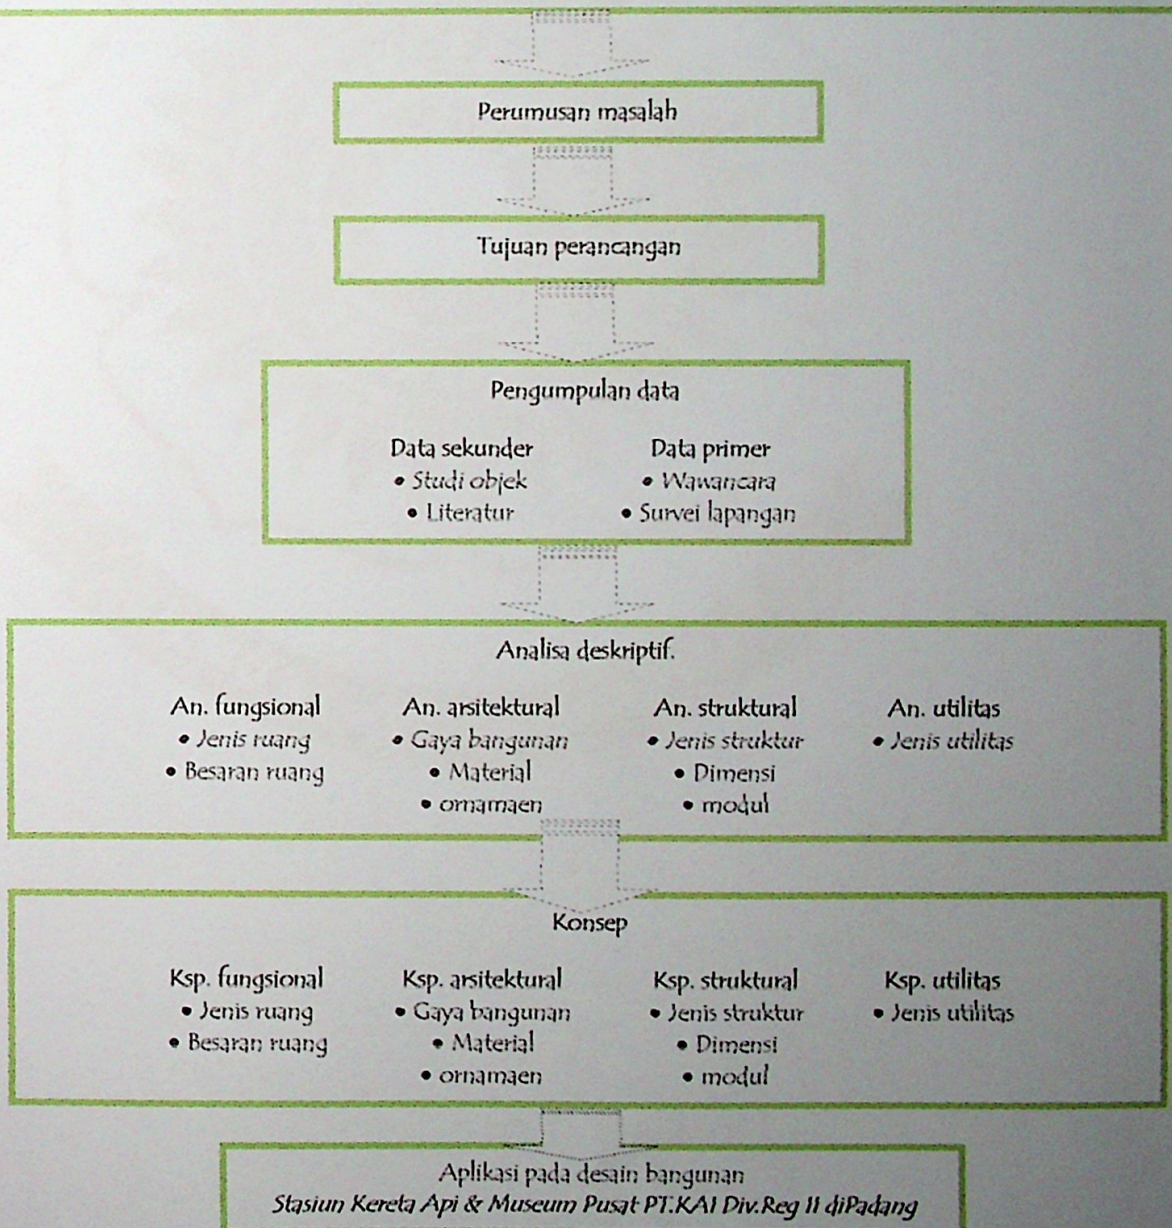 Perumusan masalah
Tujuan perancangan
Pengumpulan data
Data sekunder
• Studi objek
• Literatur
Data primer
• Wawancara
• Survei lapangan
Analisa deskriptif.
An. fungsional
• Jenis ruang
• Besaran ruang
An. arsitektural
• Gaya bangunan
• Material
• ornamaen
An. struktural
• Jenis struktur
• Dimensi
• modul
An. utilitas
• Jenis utilitas
Konsep
Ksp. fungsional
• Jenis ruang
• Besaran ruang
Ksp. arsitektural
• Gaya bangunan
• Material
• ornamaen
Ksp. struktural
• Jenis struktur
• Dimensi
• modul
Ksp. utilitas
• Jenis utilitas
Aplikasi pada desain bangunan
Stasiun Kereta Api & Museum Pusat PT.KAI Div.Reg II diPadang